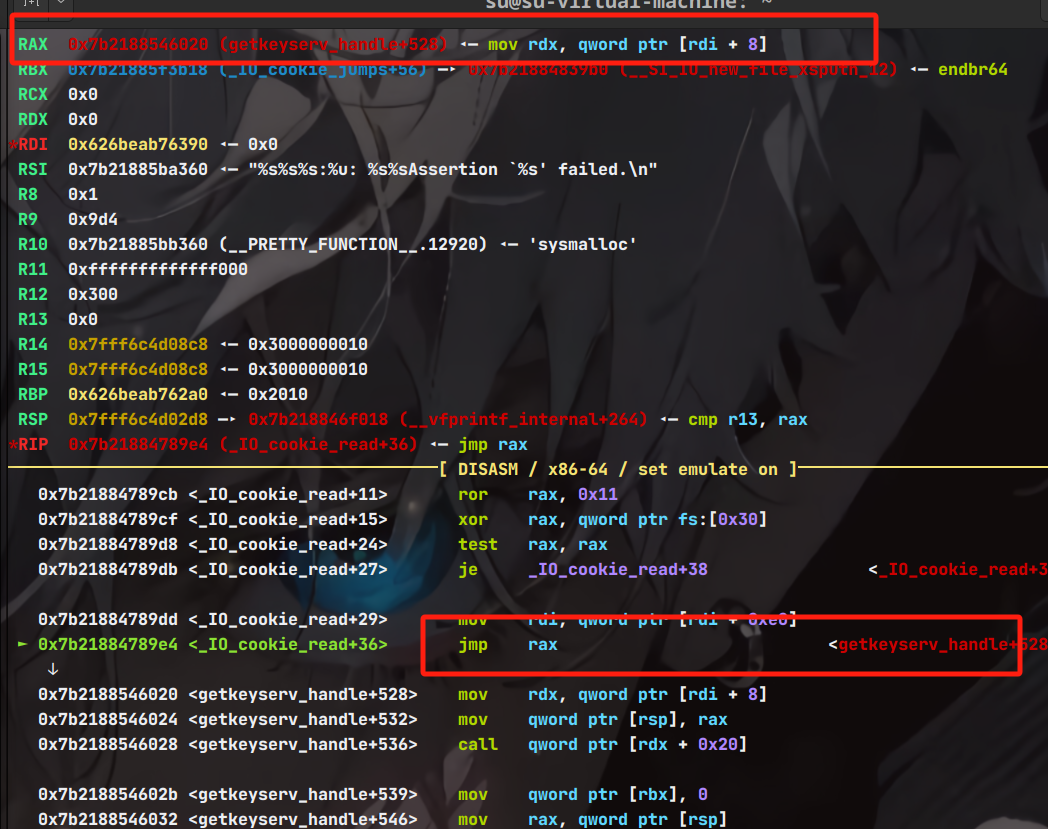 su@su-virtual-machine: ~
RAX 0x7b2188546020 (getkeyserv_handle+528) ◂— mov rdx, qword ptr [rdi + 8]
RBX 0x7b21885f3b18 (_IO_cookie_jumps+56) —▸ 0x7b21884839b0 (__GI__IO_new_file_xsputn_12) ◂— endbr64
RCX 0x0
RDX 0x0
*RDI 0x626beab76390 ◂— 0x0
RSI 0x7b21885ba360 ◂— "%s%s%s:%u: %s%sAssertion `%s' failed.\n"
R8 0x1
R9 0x9d4
R10 0x7b21885bb360 (__PRETTY_FUNCTION__.12920) ◂— 'sysmalloc'
R11 0xfffffffffffff000
R12 0x300
R13 0x0
R14 0x7fff6c4d08c8 ◂— 0x3000000010
R15 0x7fff6c4d08c8 ◂— 0x3000000010
RBP 0x626beab762a0 ◂— 0x2010
RSP 0x7fff6c4d02d8 —▸ 0x7b218846f018 (__vfprintf_internal+264) ◂— cmp r13, rax
*RIP 0x7b21884789e4 (_IO_cookie_read+36) ◂— jmp rax
[ DISASM / x86-64 / set emulate on ]
0x7b21884789cb <_IO_cookie_read+11> ror rax, 0x11
0x7b21884789cf <_IO_cookie_read+15> xor rax, qword ptr fs:[0x30]
0x7b21884789d8 <_IO_cookie_read+24> test rax, rax
0x7b21884789db <_IO_cookie_read+27> je _IO_cookie_read+38 <_IO_cookie_read+3
0x7b21884789dd <_IO_cookie_read+29> mov rdi, qword ptr [rdi + 0xe0]
► 0x7b21884789e4 <_IO_cookie_read+36> jmp rax <getkeyserv_handle+528
↓
0x7b2188546020 <getkeyserv_handle+528> mov rdx, qword ptr [rdi + 8]
0x7b2188546024 <getkeyserv_handle+532> mov qword ptr [rsp], rax
0x7b2188546028 <getkeyserv_handle+536> call qword ptr [rdx + 0x20]
0x7b218854602b <getkeyserv_handle+539> mov dword ptr [rbx], 0
0x7b2188546032 <getkeyserv_handle+546> mov rax, qword ptr [rsp]